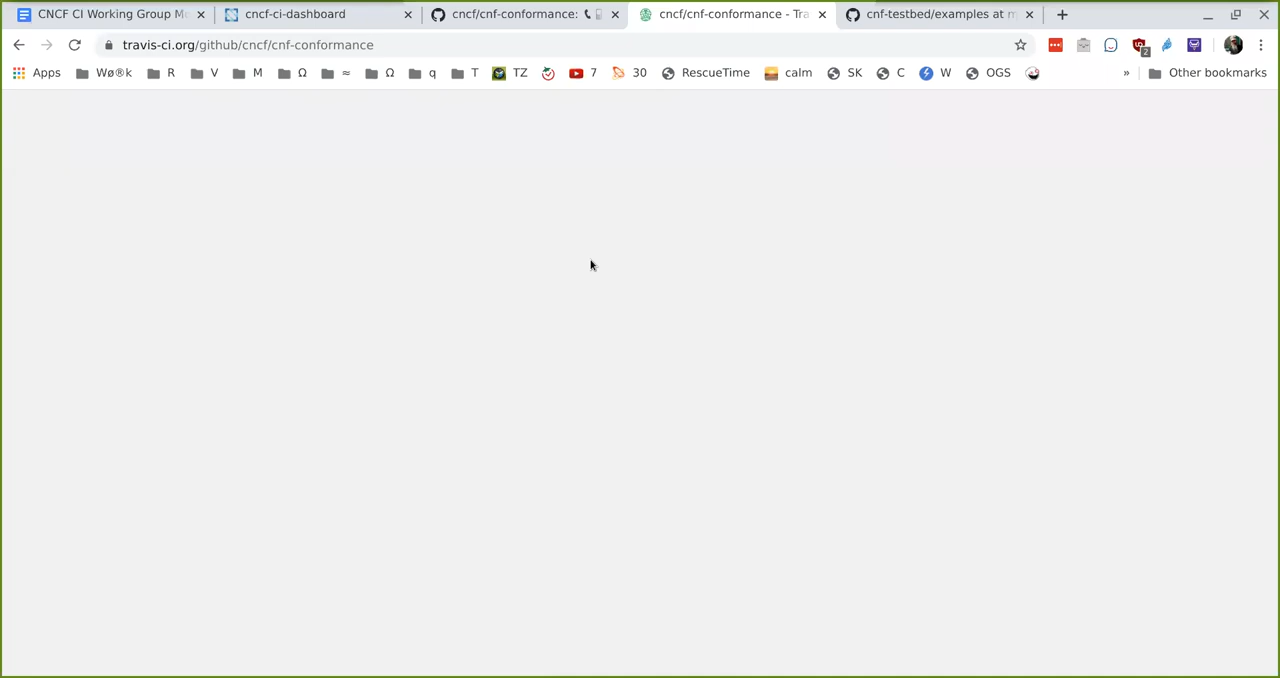 CNCF CI Working Group M
cncf-ci-dashboard
cncf/cnf-conformance:
cncf/cnf-conformance - Tra
cnf-testbed/examples at m
travis-ci.org/github/cncf/cnf-conformance
2
Apps
Wø®k
R
V
M
Ω
≈
Ω
q
T
TZ
7
30
RescueTime
calm
SK
C
W
OGS
»
Other bookmarks